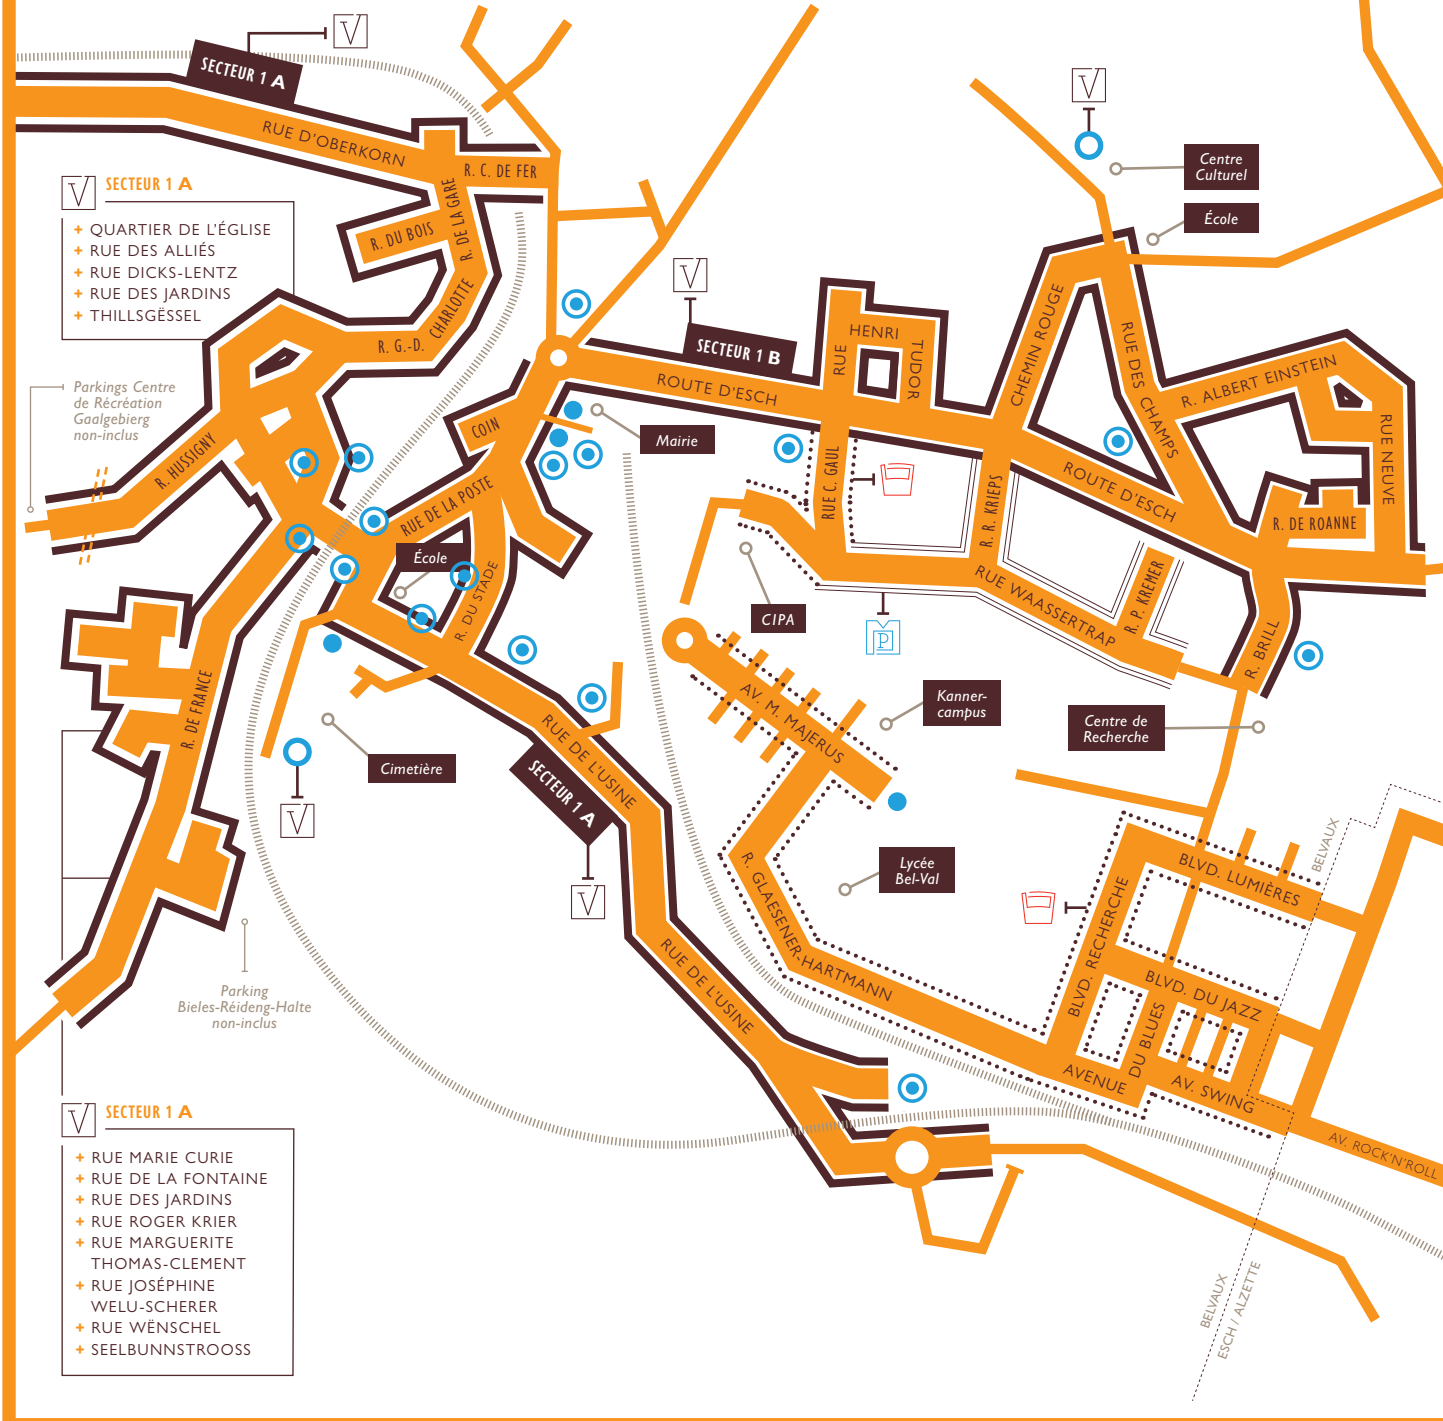 V
SECTEUR 1 A
RUE D'OBERKORN
R. C. DE FER
R. DE LA GARE
R. DU BOIS
V
SECTEUR 1 A
+ QUARTIER DE L'ÉGLISE
+ RUE DES ALLIÉS
+ RUE DICKS-LENTZ
+ RUE DES JARDINS
+ THILLSGËSSEL
R. G.-D. CHARLOTTE
Parkings Centre
de Récréation
Gaalgebierg
non-inclus
R. HUSSIGNY
V
Centre
Culturel
École
V
SECTEUR 1 B
ROUTE D'ESCH
RUE
HENRI
TUDOR
CHEMIN ROUGE
RUE DES CHAMPS
R. ALBERT EINSTEIN
RUE NEUVE
COIN
Mairie
RUE DE LA POSTE
École
R. DU STADE
RUE C. GAUL
R. R. KRIEPS
ROUTE D'ESCH
R. DE ROANNE
RUE WAASSERTRAP
R. P. KREMER
R. BRILL
CIPA
P
R. DE FRANCE
Cimetière
V
RUE DE L'USINE
SECTEUR 1 A
V
AV. M. MAJERUS
Kanner-
campus
Centre de
Recherche
R. GLAESENER-HARTMANN
Lycée
Bel-Val
BELVAUX
BLVD. LUMIÈRES
BLVD. RECHERCHE
BLVD. DU JAZZ
AVENUE DU BLUES
AV. SWING
AV. ROCK'N'ROLL
RUE DE L'USINE
Parking
Bieles-Réideng-Halte
non-inclus
V
SECTEUR 1 A
+ RUE MARIE CURIE
+ RUE DE LA FONTAINE
+ RUE DES JARDINS
+ RUE ROGER KRIER
+ RUE MARGUERITE
THOMAS-CLEMENT
+ RUE JOSÉPHINE
WELU-SCHERER
+ RUE WËNSCHEL
+ SEELBUNNSTROOSS
BELVAUX
ESCH / ALZETTE